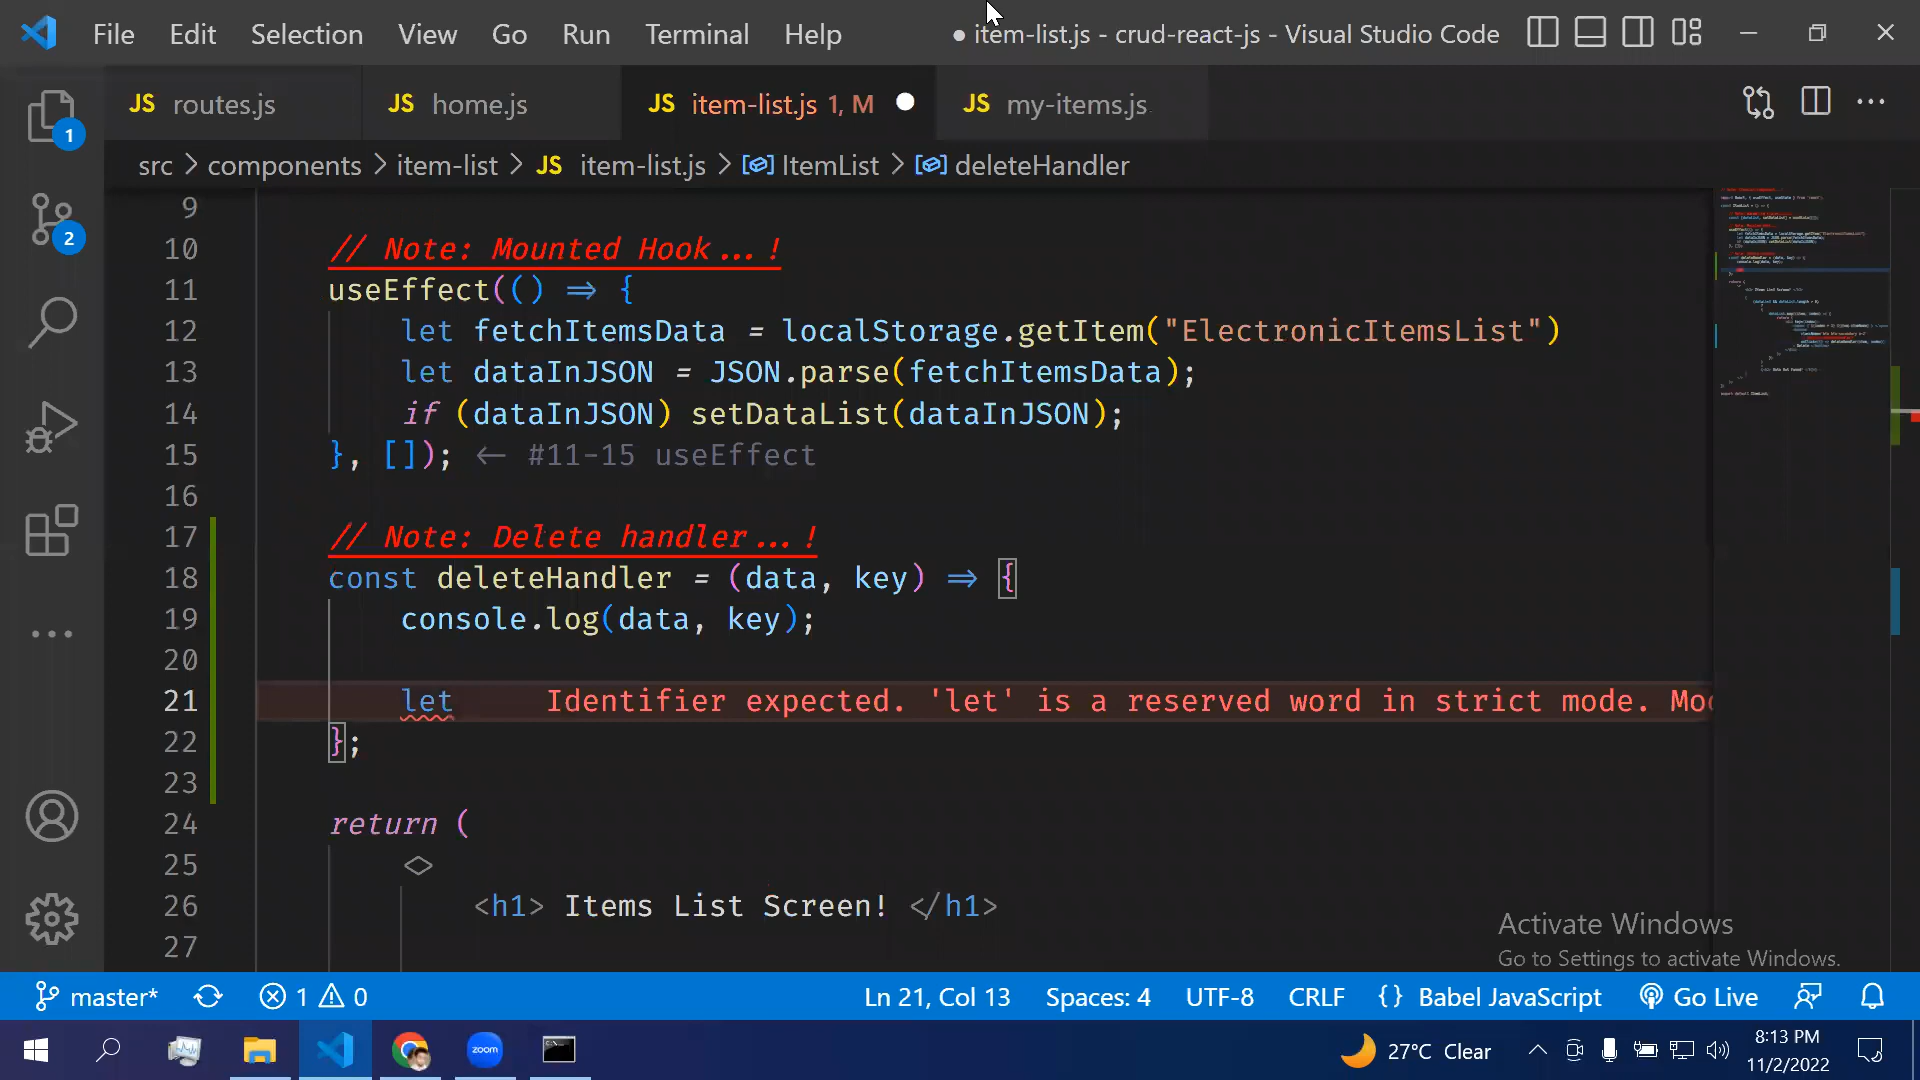 File Edit Selection View Go Run Terminal Help ● item-list.js - crud-react-js - Visual Studio Code
JS routes.js JS home.js JS item-list.js 1, M ● JS my-items.js
src > components > item-list > JS item-list.js > ItemList > deleteHandler
9
10 // Note: Mounted Hook...!
11 useEffect(() => {
12 let fetchItemsData = localStorage.getItem("ElectronicItemsList")
13 let dataInJSON = JSON.parse(fetchItemsData);
14 if (dataInJSON) setDataList(dataInJSON);
15 }, []); <- #11-15 useEffect
16
17 // Note: Delete handler...!
18 const deleteHandler = (data, key) => {
19 console.log(data, key);
20
21 let Identifier expected. 'let' is a reserved word in strict mode. Mod
22 };
23
24 return (
25 <>
26 <h1> Items List Screen! </h1>
27
1
2
Activate Windows
Go to Settings to activate Windows.
master* 1 0 Ln 21, Col 13 Spaces: 4 UTF-8 CRLF {} Babel JavaScript Go Live
zoom 27°C Clear 8:13 PM
11/2/2022